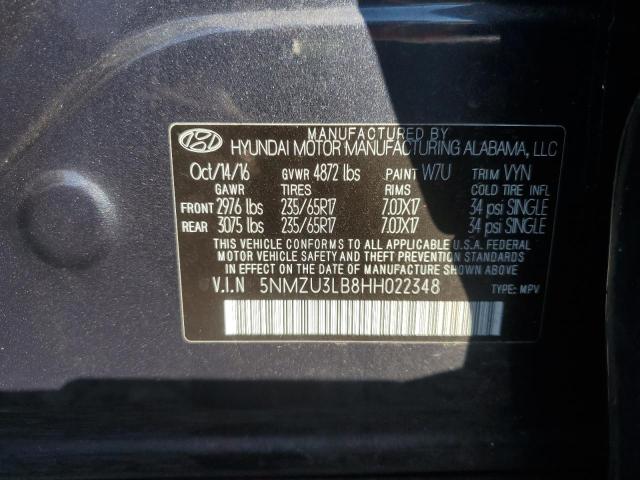 MANUFACTURED BY
HYUNDAI MOTOR MANUFACTURING ALABAMA, LLC
Oct/14/16 GVWR 4872 lbs PAINT W7U TRIM VYN
GAWR TIRES RIMS COLD TIRE INFL
FRONT 2976 lbs 235/65R17 7.0JX17 34 psi SINGLE
REAR 3075 lbs 235/65R17 7.0JX17 34 psi SINGLE
THIS VEHICLE CONFORMS TO ALL APPLICABLE U.S.A. FEDERAL
MOTOR VEHICLE SAFETY AND THEFT PREVENTION STANDARDS
IN EFFECT ON THE DATE OF MANUFACTURE SHOWN ABOVE.
V.I.N 5NMZU3LB8HH022348
TYPE: MPV